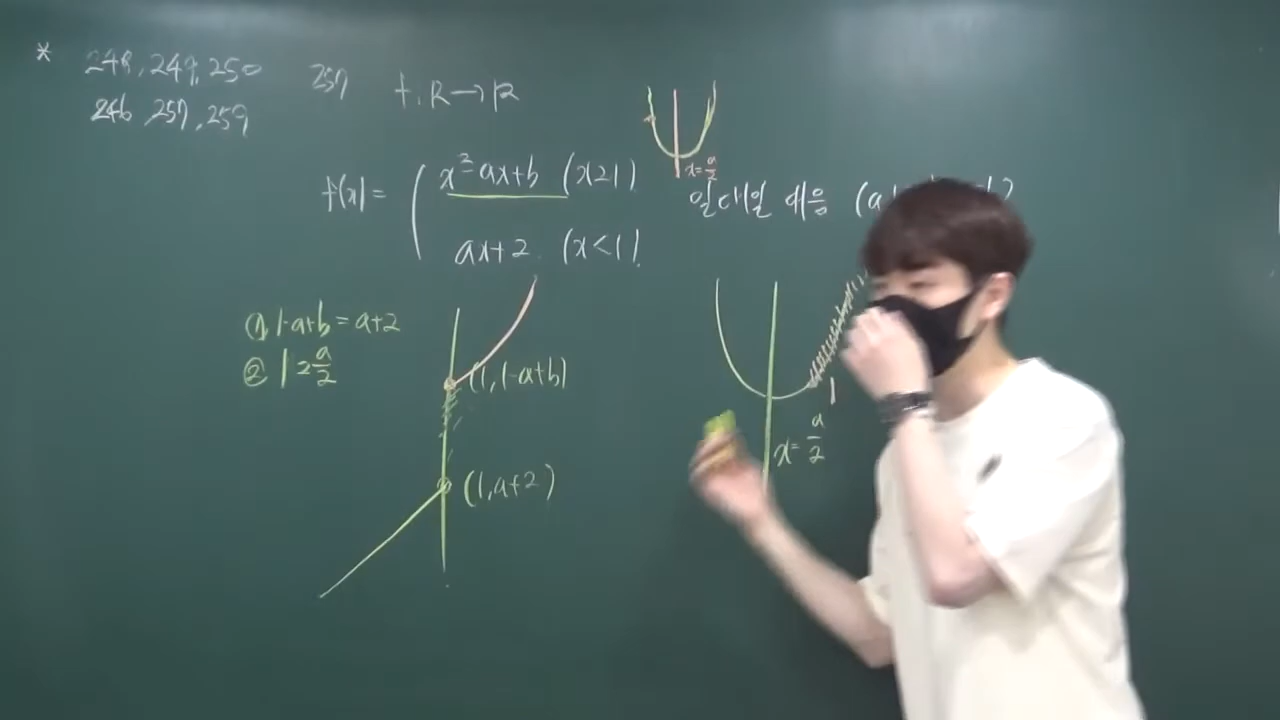 * 248, 249, 250 257
246, 257, 259
f. R → R
f(x) = x² - ax + b (x ≥ 1)
ax + 2 (x < 1)
x = a/2
일대일 대응 (a
① 1 - a + b = a + 2
② 1 ≥ a/2
(1, 1 - a + b)
(1, a + 2)
1
x = a/2